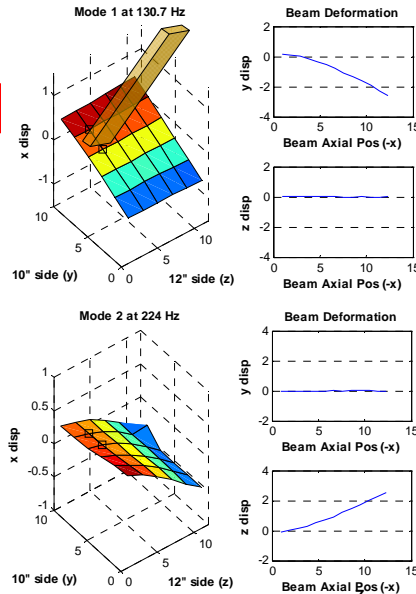 Mode 1 at 130.7 Hz
1
0
-1
x disp
10
5
0
10" side (y)
0
5
10
12" side (z)
Beam Deformation
2
0
-2
-4
y disp
0
5
10
15
Beam Axial Pos (-x)
2
0
-2
-4
z disp
0
5
10
15
Beam Axial Pos (-x)
Mode 2 at 224 Hz
1
0.5
0
-0.5
-1
x disp
10
5
0
10" side (y)
0
5
10
12" side (z)
Beam Deformation
4
2
0
-2
y disp
0
5
10
15
Beam Axial Pos (-x)
4
2
0
-2
z disp
0
5
10
15
Beam Axial Pos (-x)